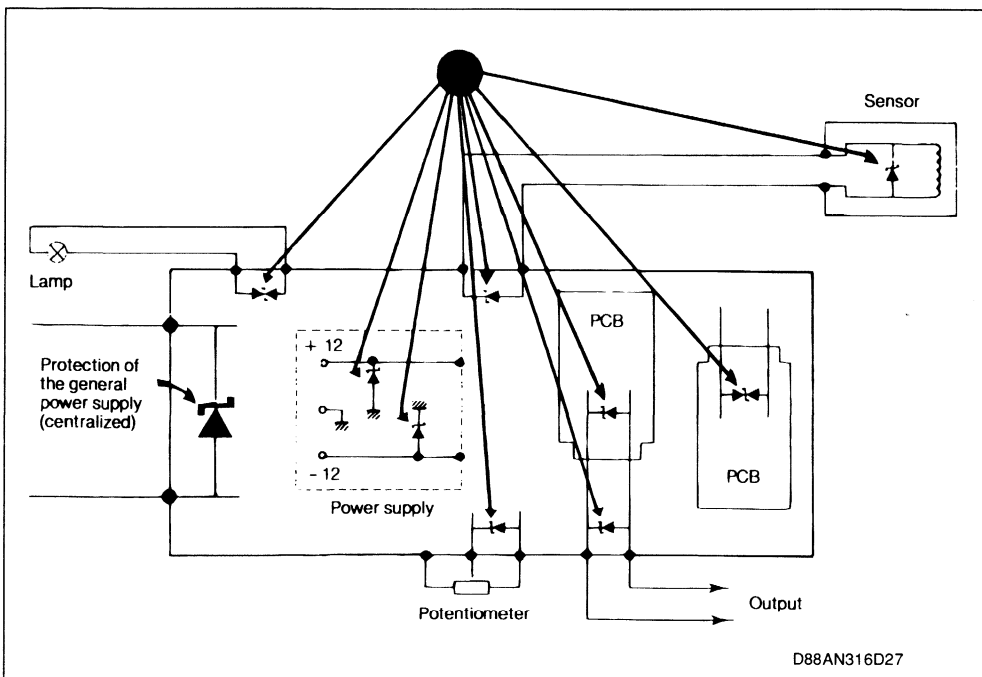 Sensor
Lamp
PCB
+ 12
Protection of
the general
power supply
(centralized)
- 12
PCB
Power supply
Potentiometer
Output
D88AN316D27